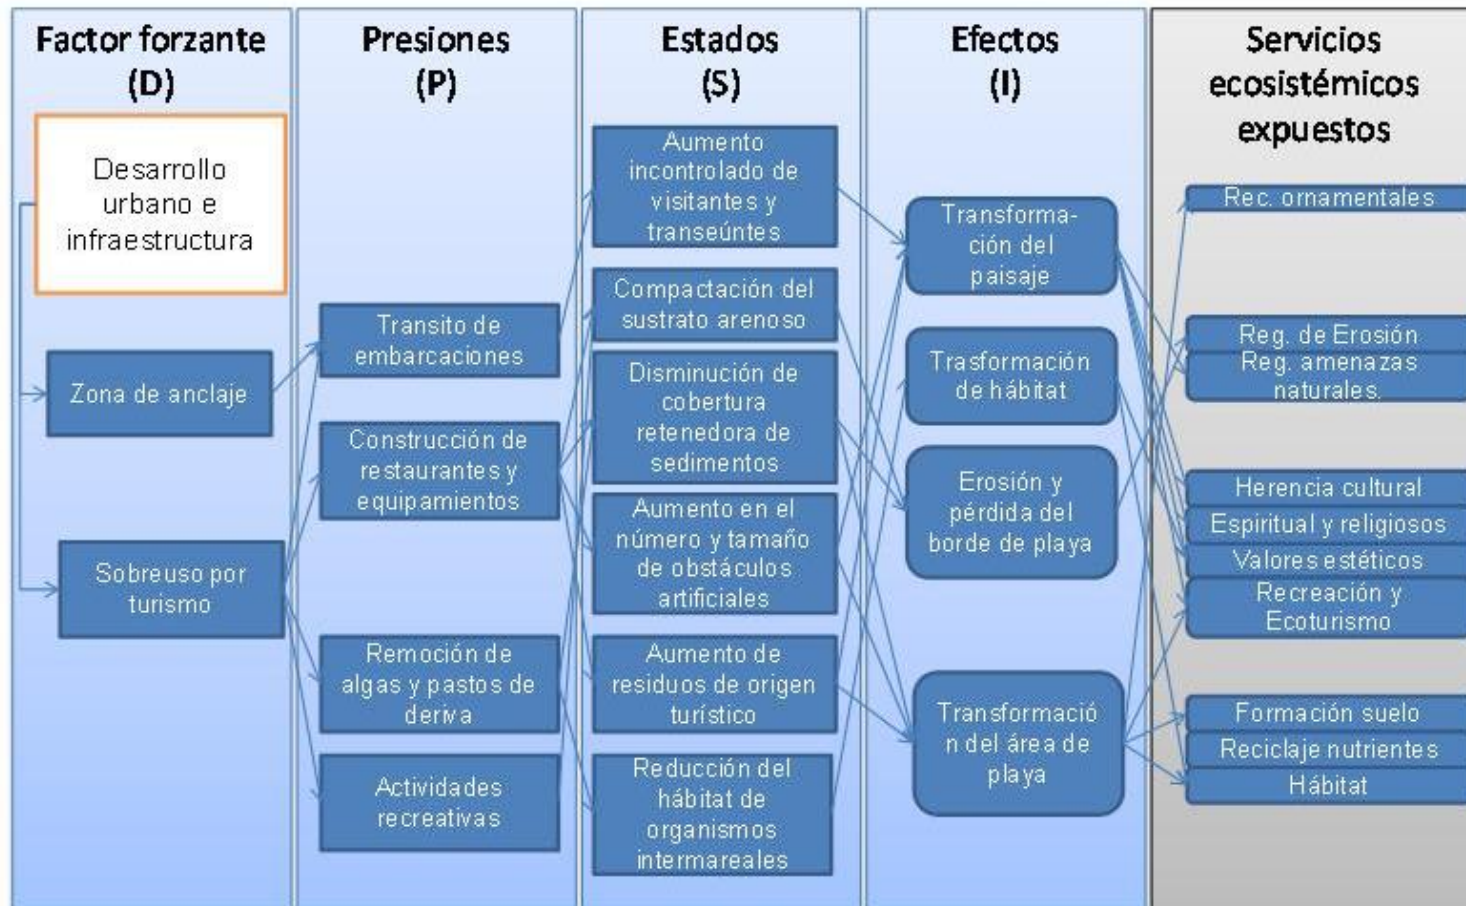 Factor forzante
(D)
Desarrollo
urbano e
infraestructura
Zona de anclaje
Sobreuso por
turismo
Presiones
(P)
Transito de
embarcaciones
Construcción de
restaurantes y
equipamientos
Remoción de
algas y pastos de
deriva
Actividades
recreativas
Estados
(S)
Aumento
incontrolado de
visitantes y
transeúntes
Compactación del
sustrato arenoso
Disminución de
cobertura
retenedora de
sedimentos
Aumento en el
número y tamaño
de obstáculos
artificiales
Aumento de
residuos de origen
turístico
Reducción del
hábitat de
organismos
intermareales
Efectos
(I)
Transforma-
ción del
paisaje
Trasformación
de hábitat
Erosión y
pérdida del
borde de playa
Transformació
n del área de
playa
Servicios
ecosistémicos
expuestos
Rec. ornamentales
Reg. de Erosión
Reg. amenazas
naturales.
Herencia cultural
Espiritual y religiosos
Valores estéticos
Recreación y
Ecoturismo
Formación suelo
Reciclaje nutrientes
Hábitat